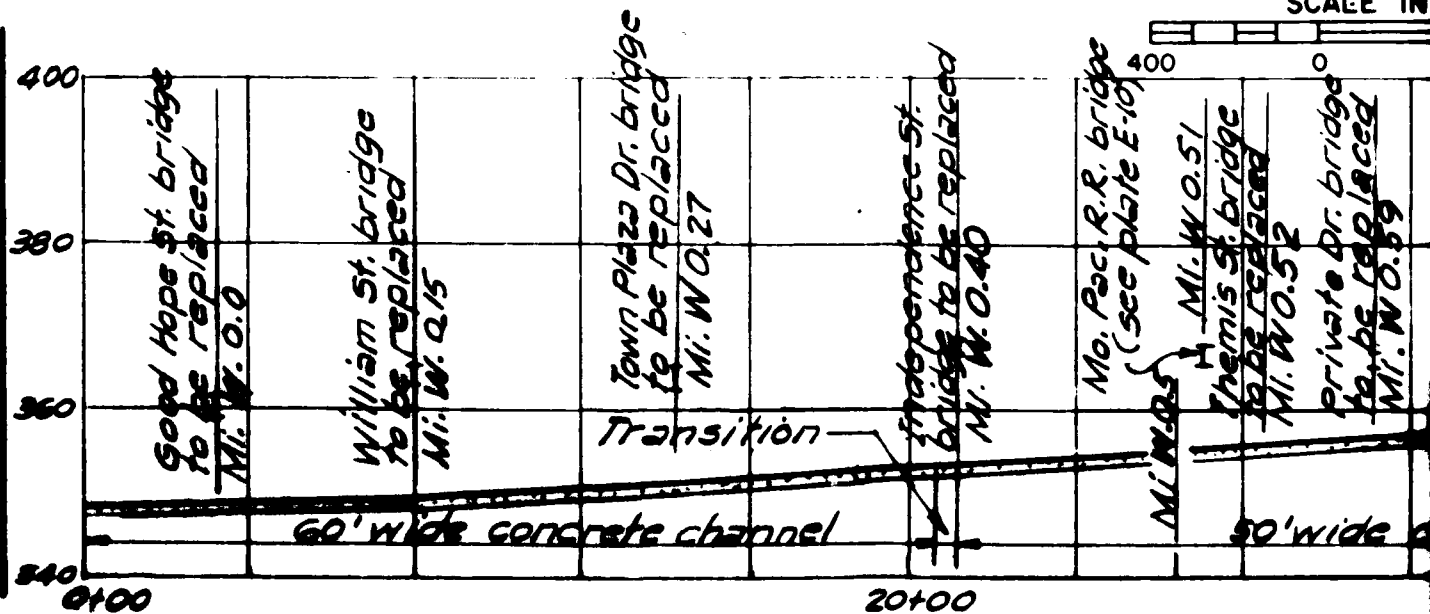 SCALE IN
400 0
400
380
360
340
Good Hope St. bridge
to be replaced
Mi. W. 0.0
William St. bridge
to be replaced
Mi. W. 0.15
Town Plaza Dr. bridge
to be replaced
Mi. W 0.27
Transition
Independence St.
bridge to be replaced
Mi. W. 0.40
Mo. Pac. R.R. bridge
(see plate E-10)
Mi. W 0.5
Mi. W 0.51
Themis St. bridge
to be replaced
Mi. W 0.52
Private Dr. bridge
to be replaced
Mi. W 0.59
60' wide concrete channel
50' wide
0+00
20+00